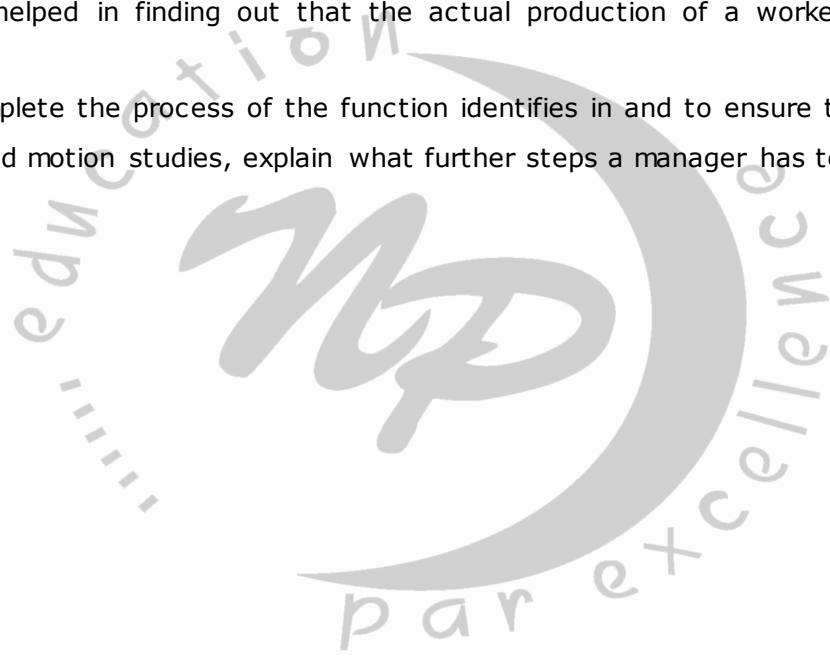 helped in finding out that the actual production of a worke
plete the process of the function identifies in and to ensure t
d motion studies, explain what further steps a manager has to
education
np
par excellence